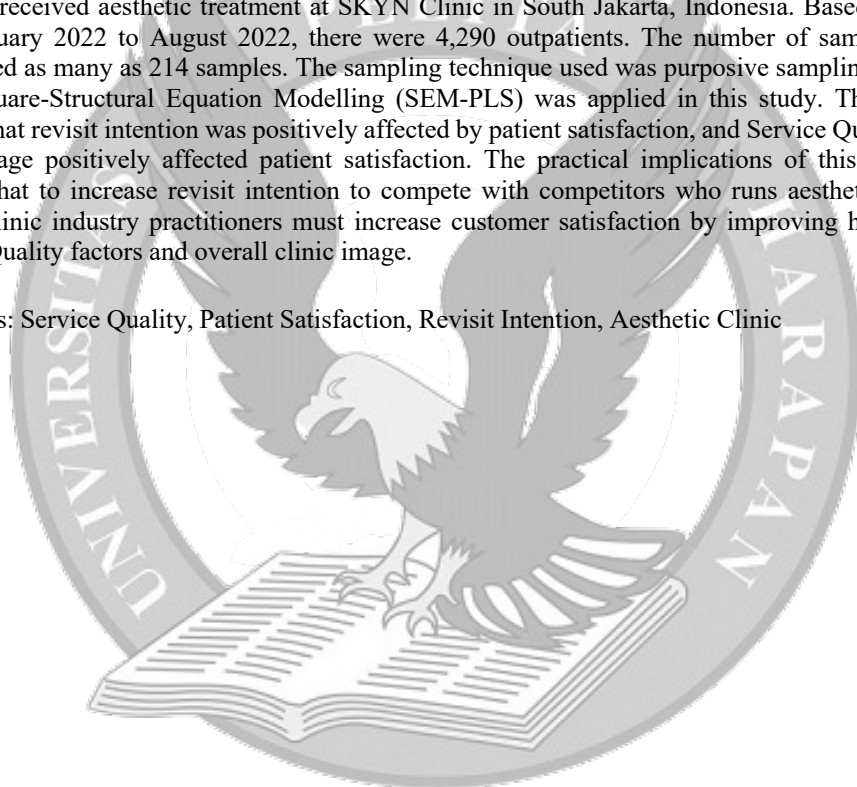 received aesthetic treatment at SKYN Clinic in South Jakarta, Indonesia. Based
uary 2022 to August 2022, there were 4,290 outpatients. The number of sam
ed as many as 214 samples. The sampling technique used was purposive samplin
uare-Structural Equation Modelling (SEM-PLS) was applied in this study. Th
hat revisit intention was positively affected by patient satisfaction, and Service Qu
age positively affected patient satisfaction. The practical implications of this
hat to increase revisit intention to compete with competitors who runs aesthet
linic industry practitioners must increase customer satisfaction by improving h
uality factors and overall clinic image.
s: Service Quality, Patient Satisfaction, Revisit Intention, Aesthetic Clinic
UNIVERSITAS
HARAPAN